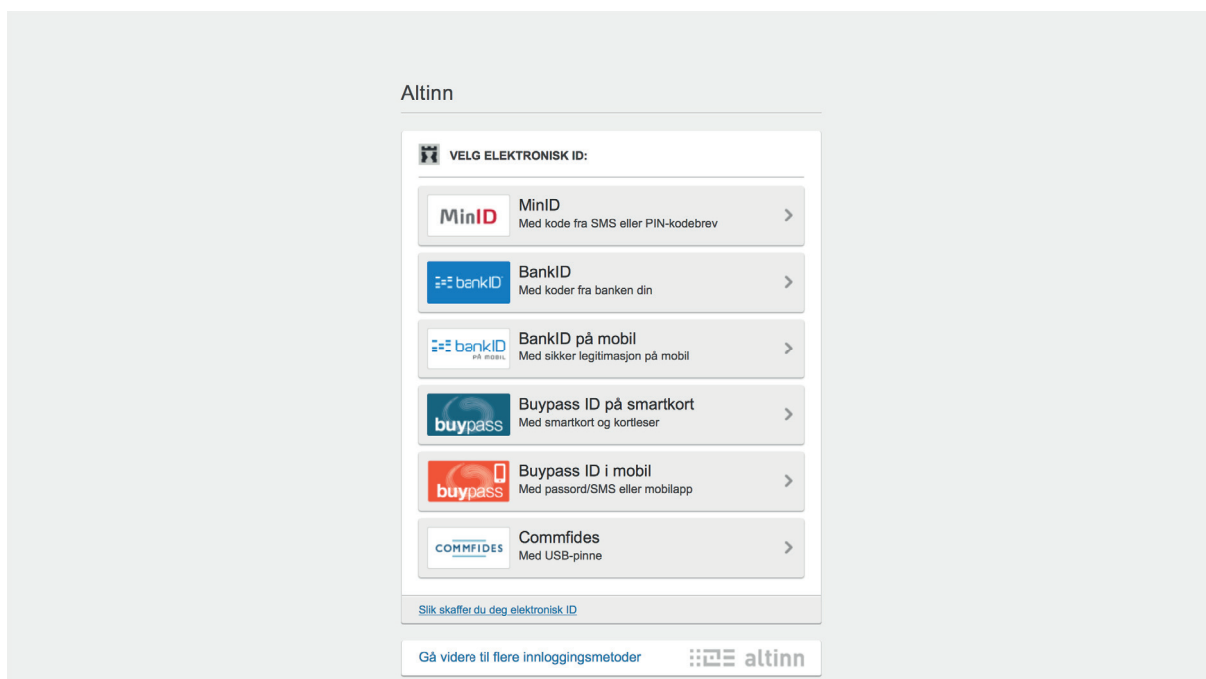 Altinn
VELG ELEKTRONISK ID:
MinID
MinID
Med kode fra SMS eller PIN-kodebrev
bankID
BankID
Med koder fra banken din
bankID
PÅ MOBIL
BankID på mobil
Med sikker legitimasjon på mobil
buypass
Buypass ID på smartkort
Med smartkort og kortleser
buypass
Buypass ID i mobil
Med passord/SMS eller mobilapp
COMMFIDES
Commfides
Med USB-pinne
Slik skaffer du deg elektronisk ID
Gå videre til flere innloggingsmetoder
altinn